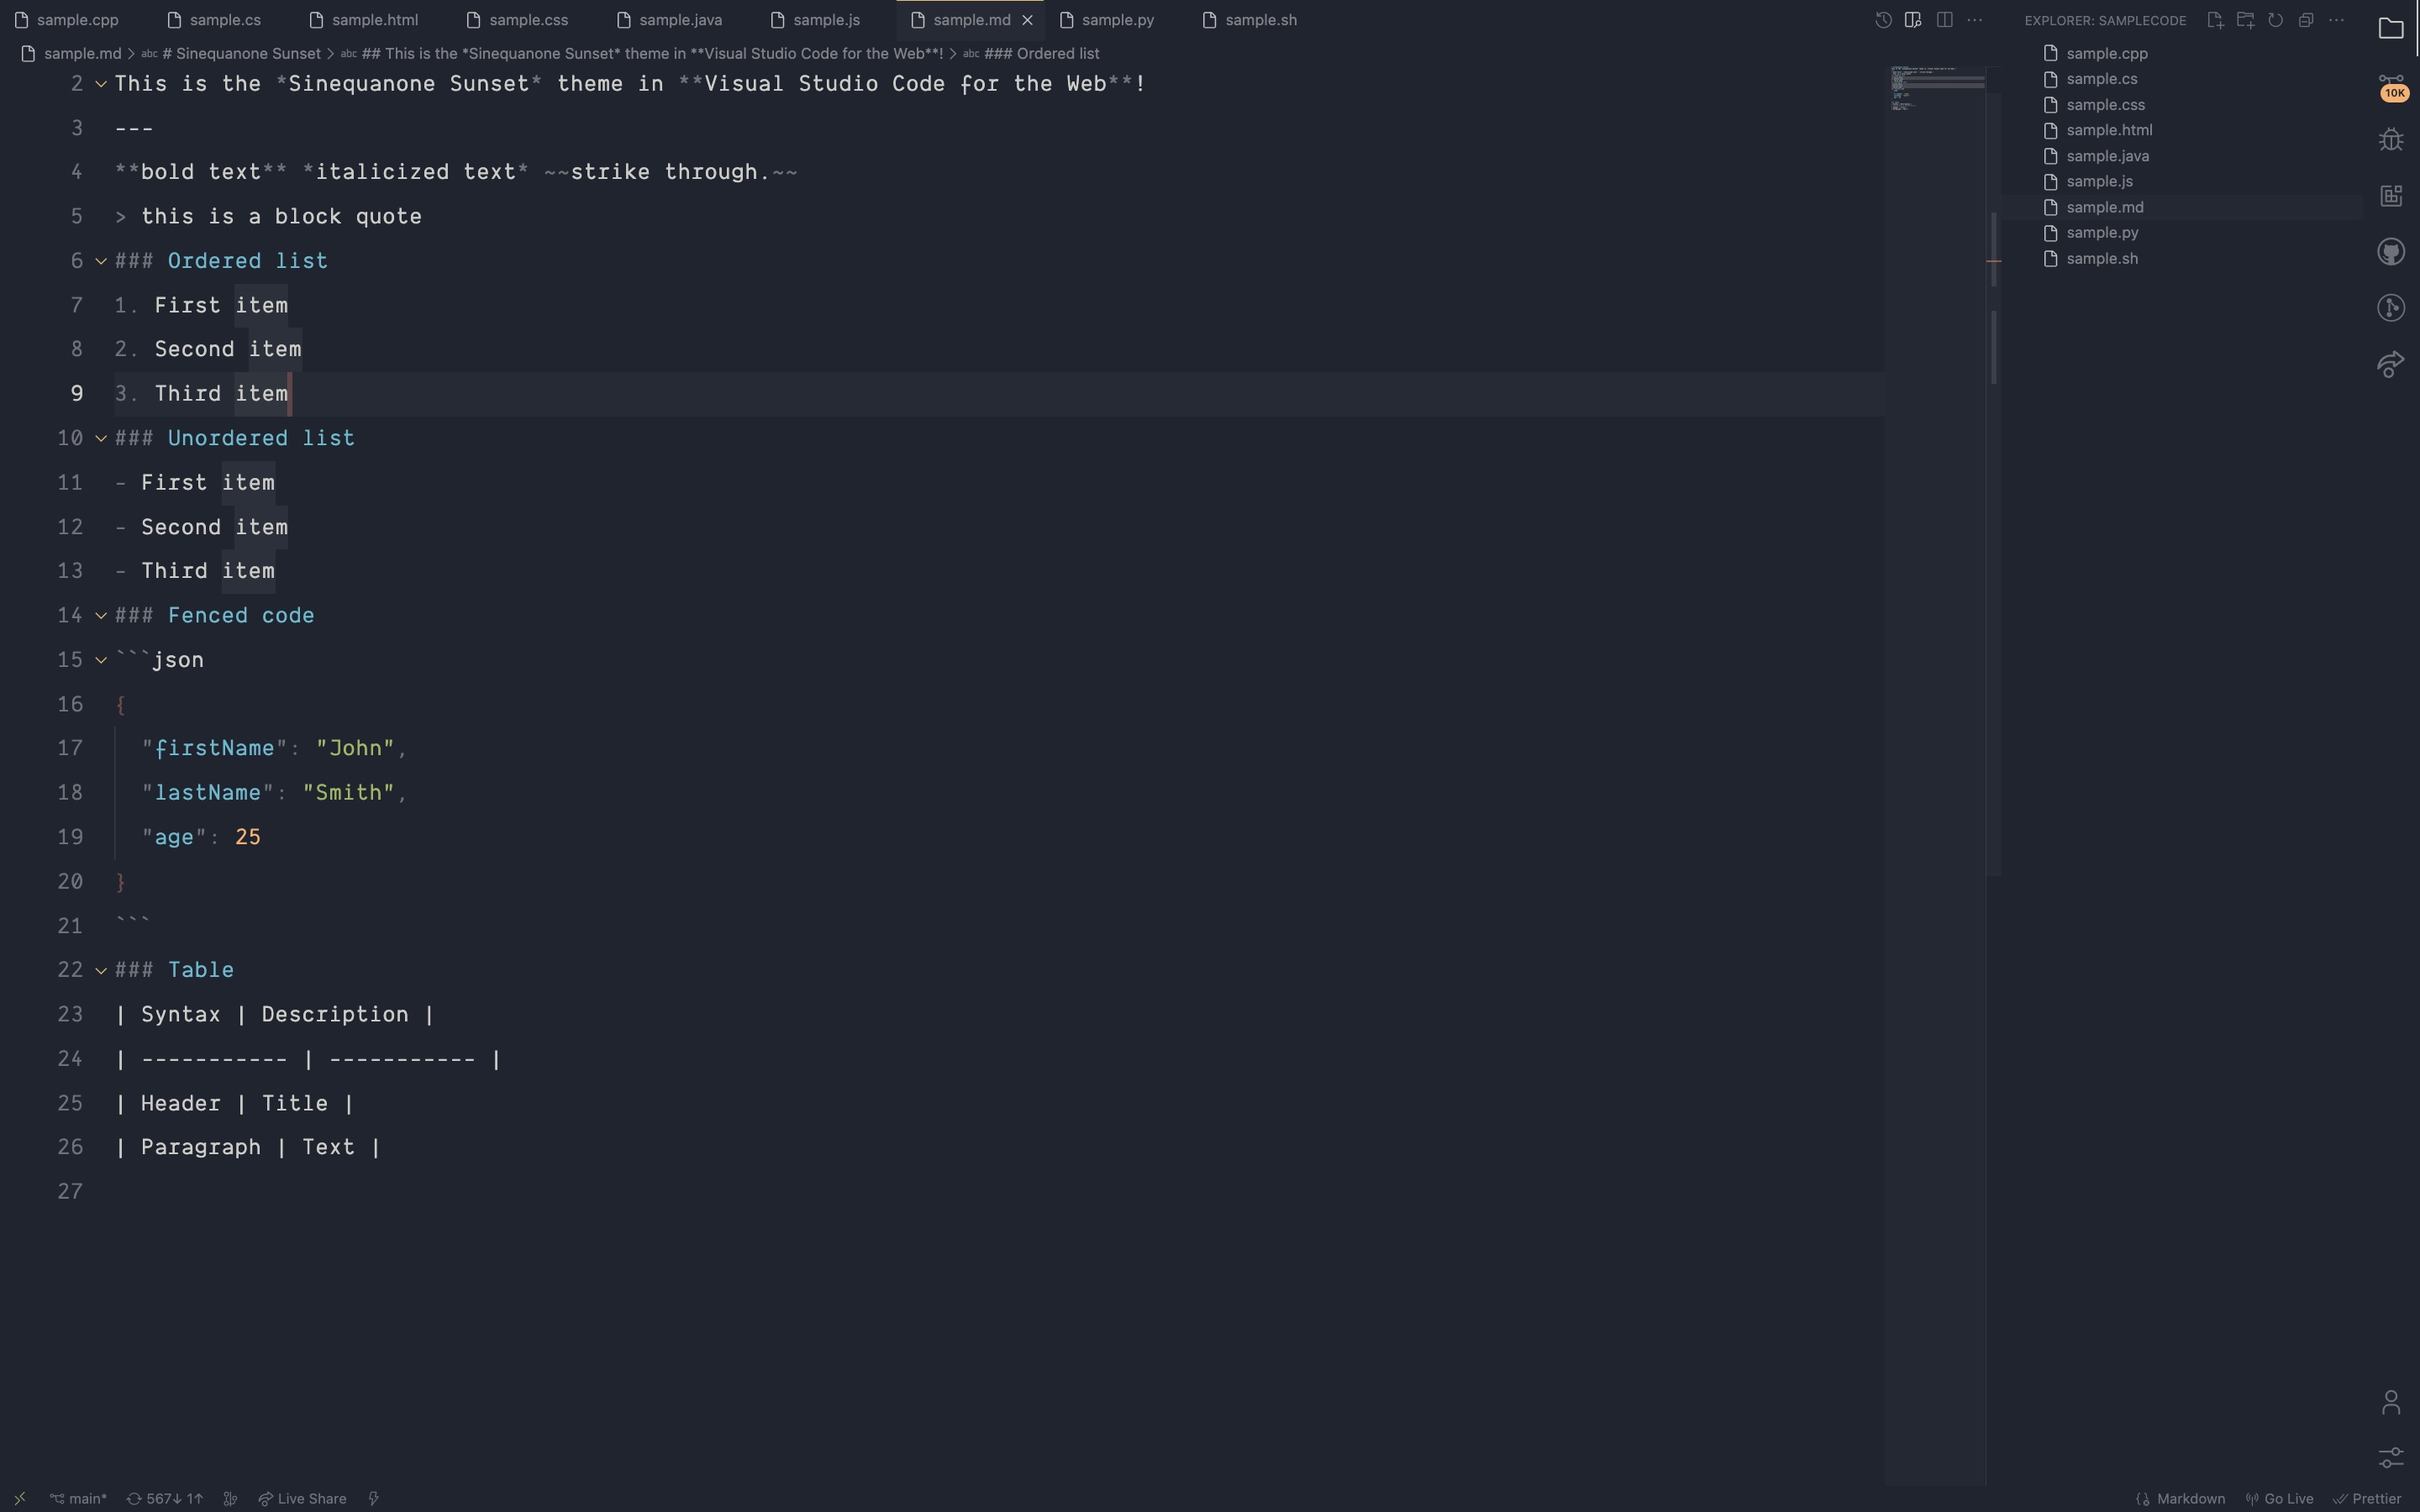 sample.cpp sample.cs sample.html sample.css sample.java sample.js sample.md sample.py sample.sh
EXPLORER: SAMPLECODE
sample.md > abc # Sinequanone Sunset > abc ## This is the *Sinequanone Sunset* theme in **Visual Studio Code for the Web**! > abc ### Ordered list
2 This is the *Sinequanone Sunset* theme in **Visual Studio Code for the Web**!
3 ---
4 **bold text** *italicized text* ~~strike through.~~
5 > this is a block quote
6 ### Ordered list
7 1. First item
8 2. Second item
9 3. Third item
10 ### Unordered list
11 - First item
12 - Second item
13 - Third item
14 ### Fenced code
15 ```json
16 {
17 "firstName": "John",
18 "lastName": "Smith",
19 "age": 25
20 }
21 ```
22 ### Table
23 | Syntax | Description |
24 | ----------- | ----------- |
25 | Header | Title |
26 | Paragraph | Text |
27
sample.cpp
sample.cs
sample.css
sample.html
sample.java
sample.js
sample.md
sample.py
sample.sh
10K
main* 567↓ 1↑ Live Share
Markdown Go Live Prettier